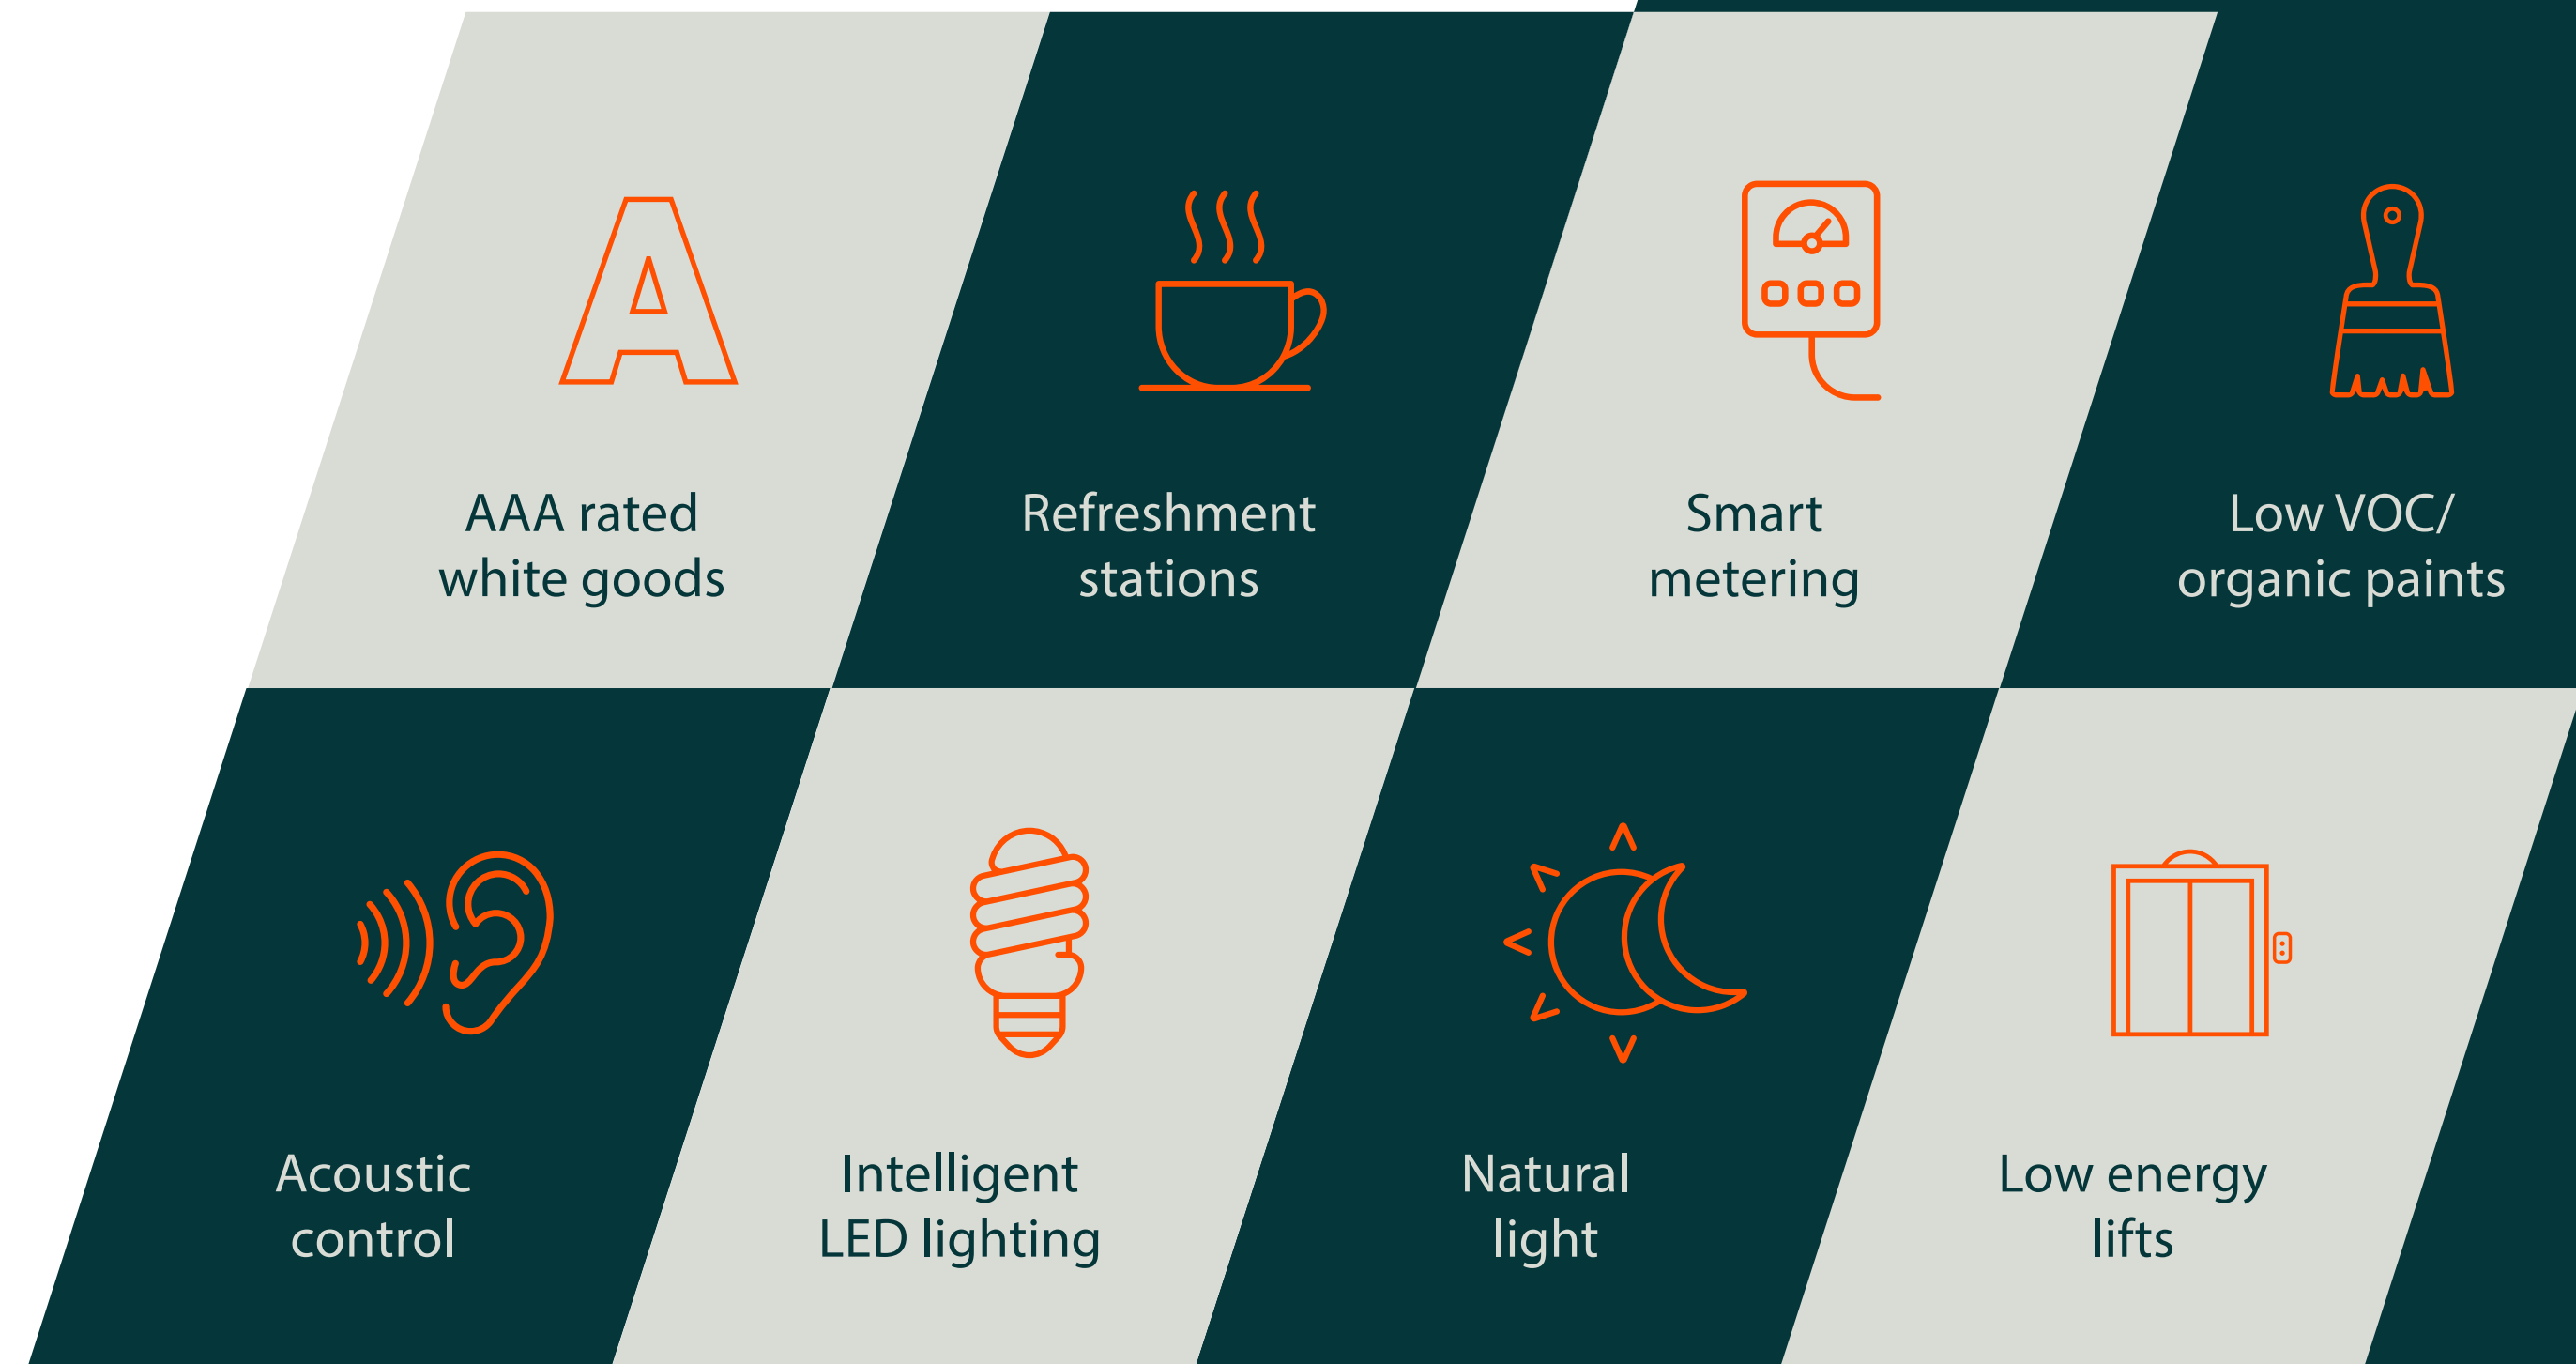 A
AAA rated
white goods
Refreshment
stations
Smart
metering
Low VOC/
organic paints
Acoustic
control
Intelligent
LED lighting
Natural
light
Low energy
lifts